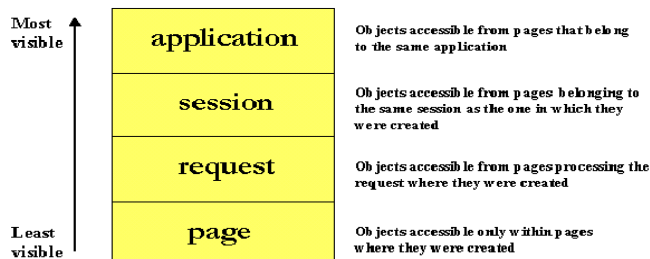 Most
visible
application
Objects accessible from pages that belong
to the same application
session
Objects accessible from pages belonging to
the same session as the one in which they
were created
request
Objects accessible from pages processing the
request where they were created
Least
visible
page
Objects accessible only within pages
where they were created